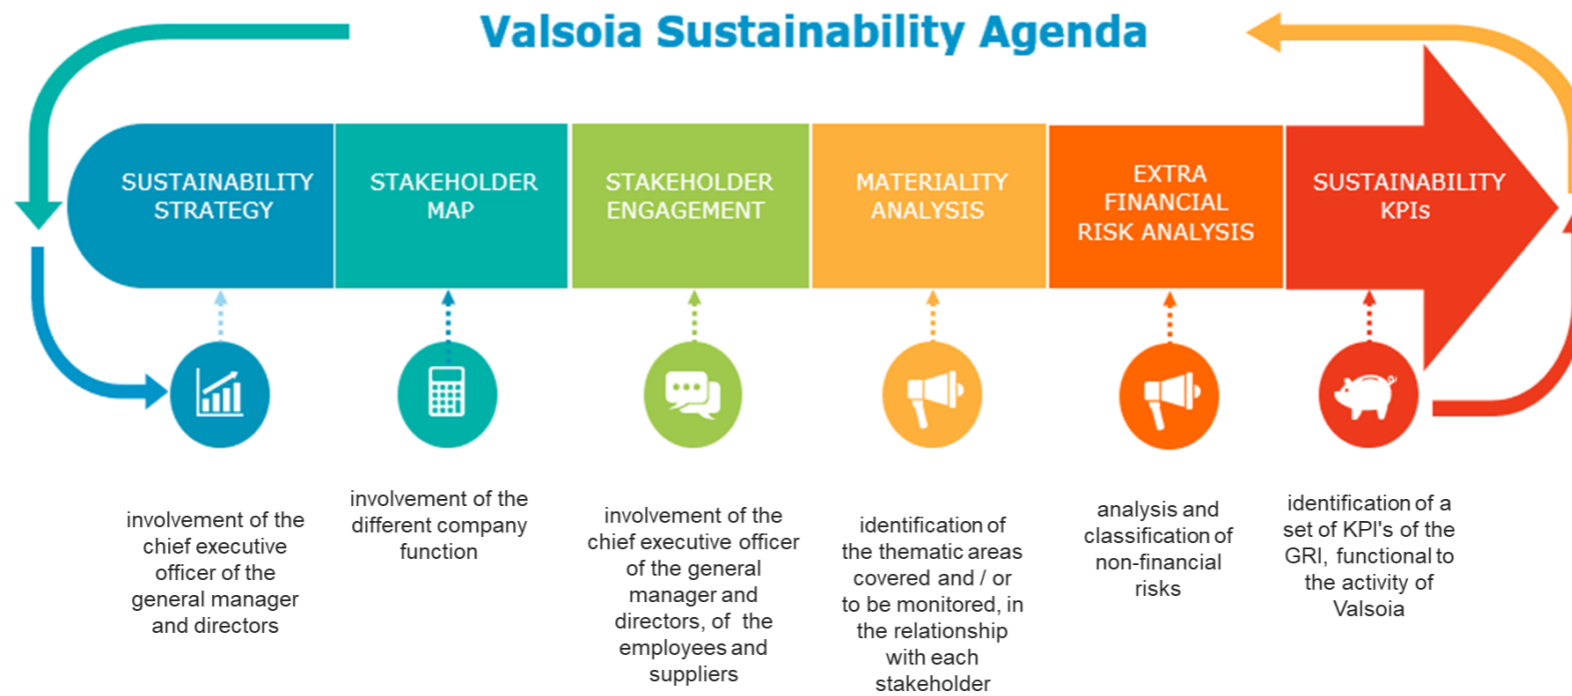 Valsoia Sustainability Agenda
SUSTAINABILITY
STRATEGY
STAKEHOLDER
MAP
STAKEHOLDER
ENGAGEMENT
MATERIALITY
ANALYSIS
EXTRA
FINANCIAL
RISK ANALYSIS
SUSTAINABILITY
KPIs
involvement of the
chief executive
officer of the
general manager
and directors
involvement of the
different company
function
involvement of the
chief executive officer
of the general
manager and
directors, of the
employees and
suppliers
identification of
the thematic areas
covered and / or
to be monitored, in
the relationship
with each
stakeholder
analysis and
classification of
non-financial
risks
identification of a
set of KPI's of the
GRI, functional to
the activity of
Valsoia